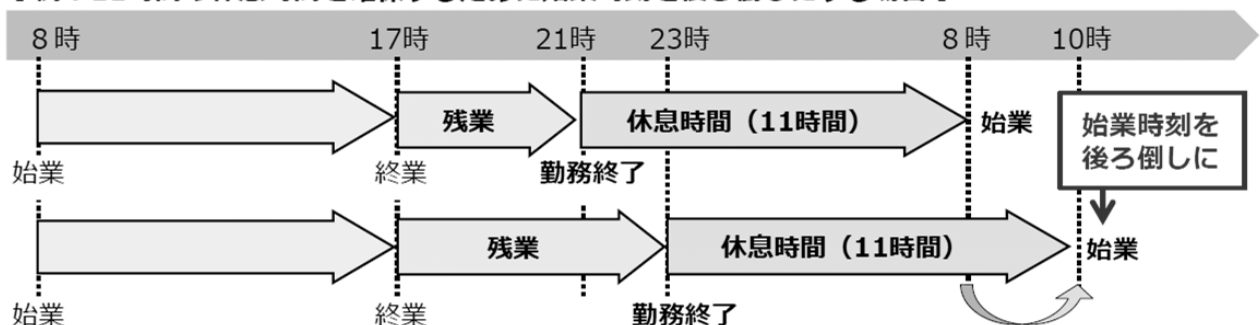 8時 17時 21時 23時 8時 10時
残業 休息時間（11時間） 始業
始業 終業 勤務終了
始業時刻を
後ろ倒しに
残業 休息時間（11時間） 始業
始業 終業 勤務終了